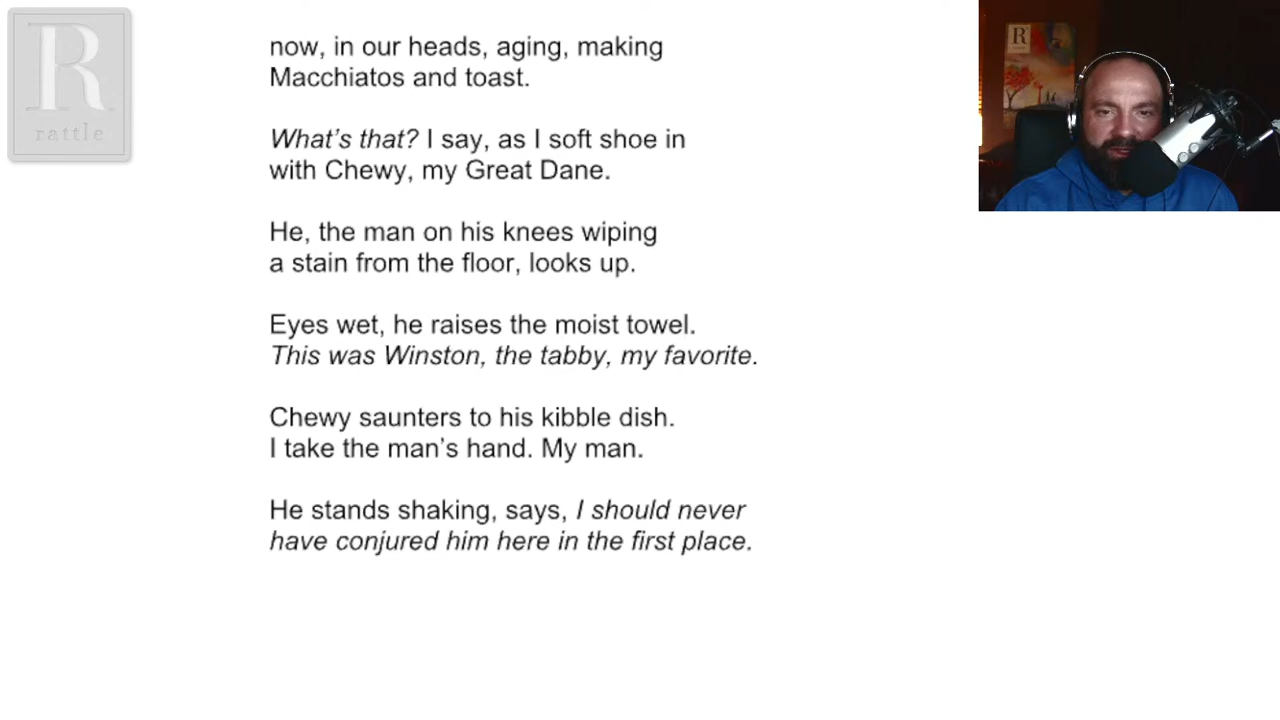 R
rattle
R
now, in our heads, aging, making
Macchiatos and toast.
What's that? I say, as I soft shoe in
with Chewy, my Great Dane.
He, the man on his knees wiping
a stain from the floor, looks up.
Eyes wet, he raises the moist towel.
This was Winston, the tabby, my favorite.
Chewy saunters to his kibble dish.
I take the man's hand. My man.
He stands shaking, says, I should never
have conjured him here in the first place.